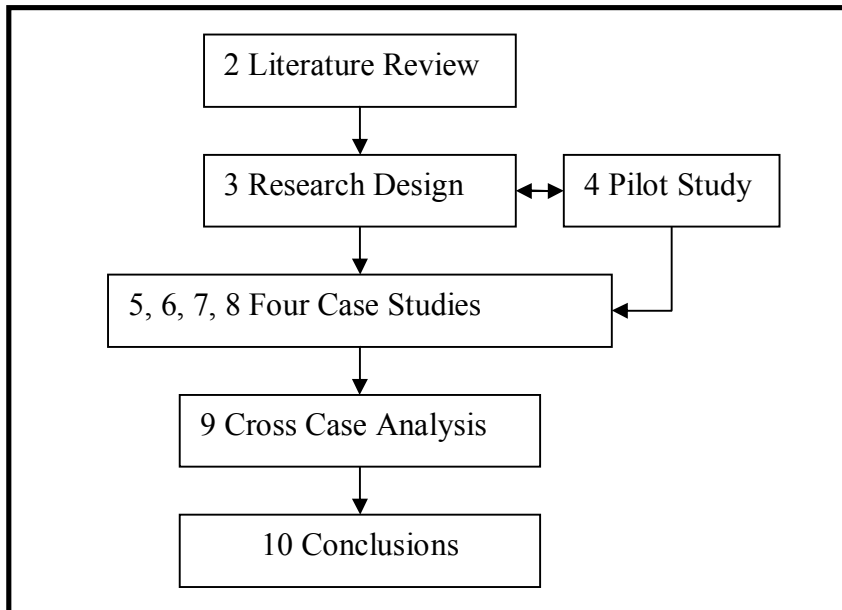 2 Literature Review
3 Research Design
4 Pilot Study
5, 6, 7, 8 Four Case Studies
9 Cross Case Analysis
10 Conclusions